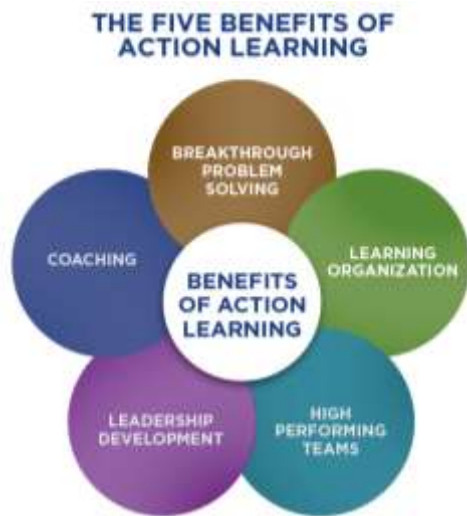 THE FIVE BENEFITS OF
ACTION LEARNING
BREAKTHROUGH
PROBLEM
SOLVING
COACHING
LEARNING
ORGANIZATION
BENEFITS
OF ACTION
LEARNING
LEADERSHIP
DEVELOPMENT
HIGH
PERFORMING
TEAMS